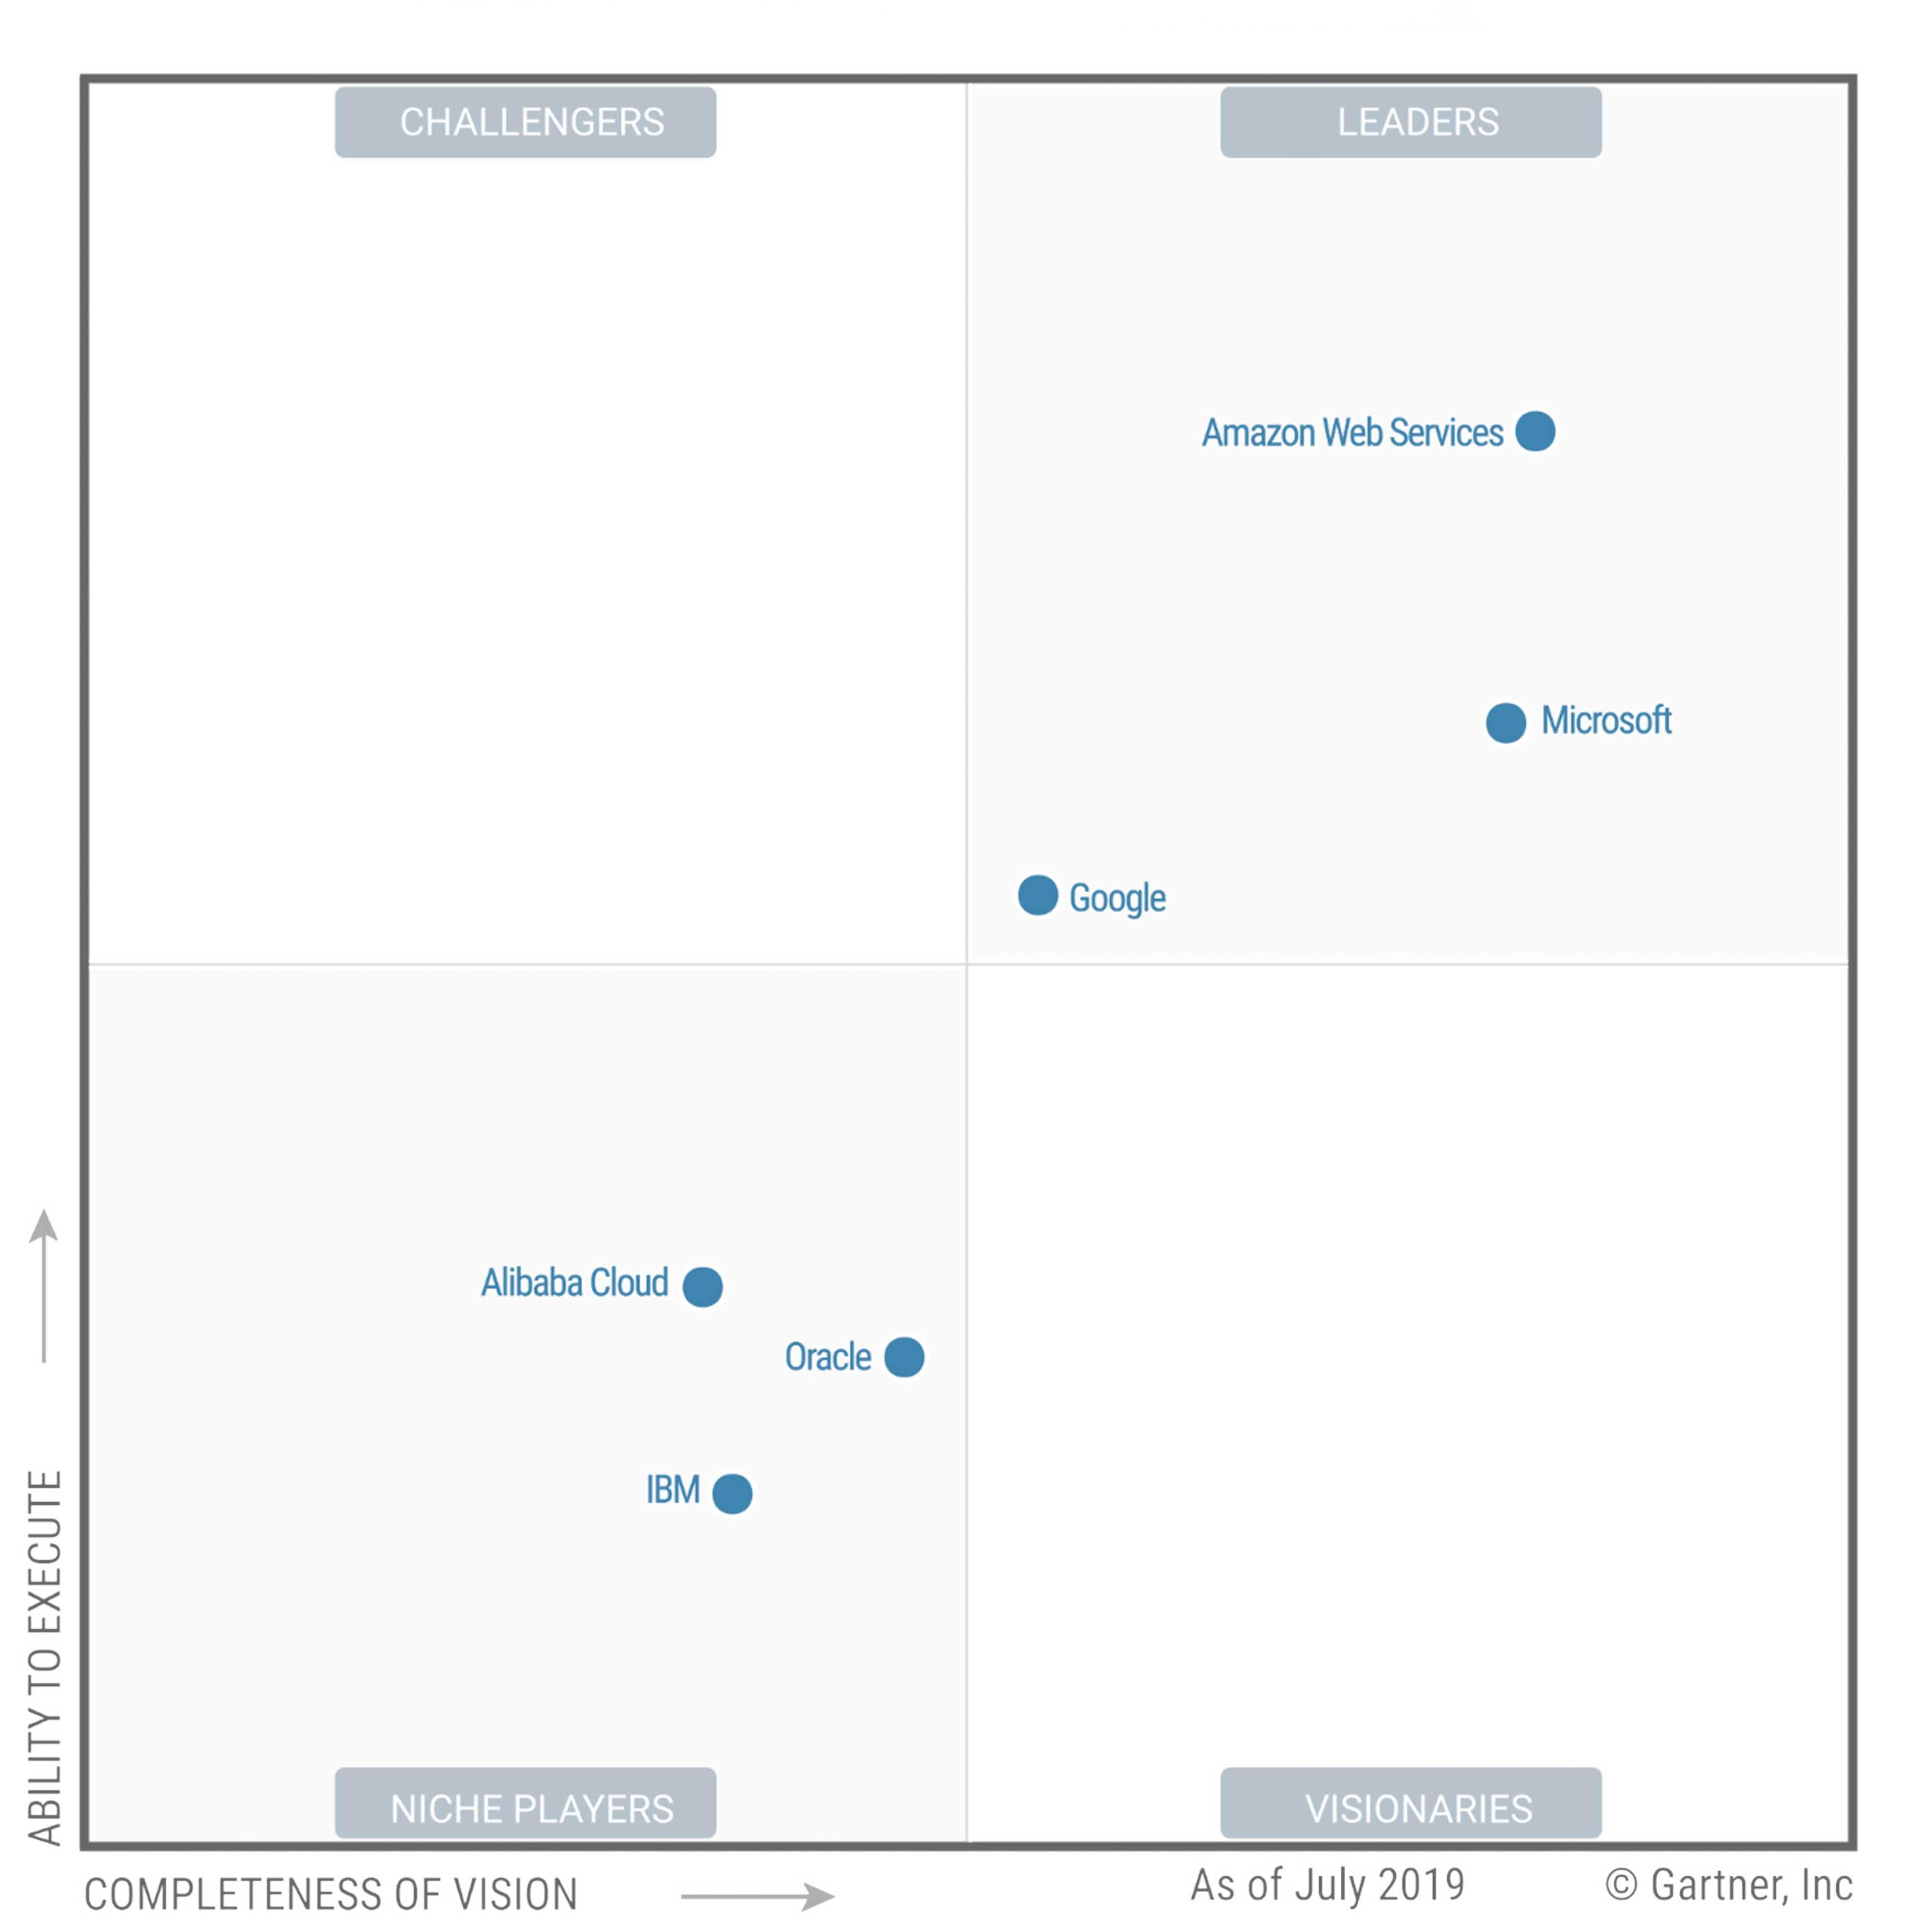 CHALLENGERS
LEADERS
Amazon Web Services
Microsoft
Google
Alibaba Cloud
Oracle
IBM
NICHE PLAYERS
VISIONARIES
ABILITY TO EXECUTE
COMPLETENESS OF VISION
As of July 2019
© Gartner, Inc